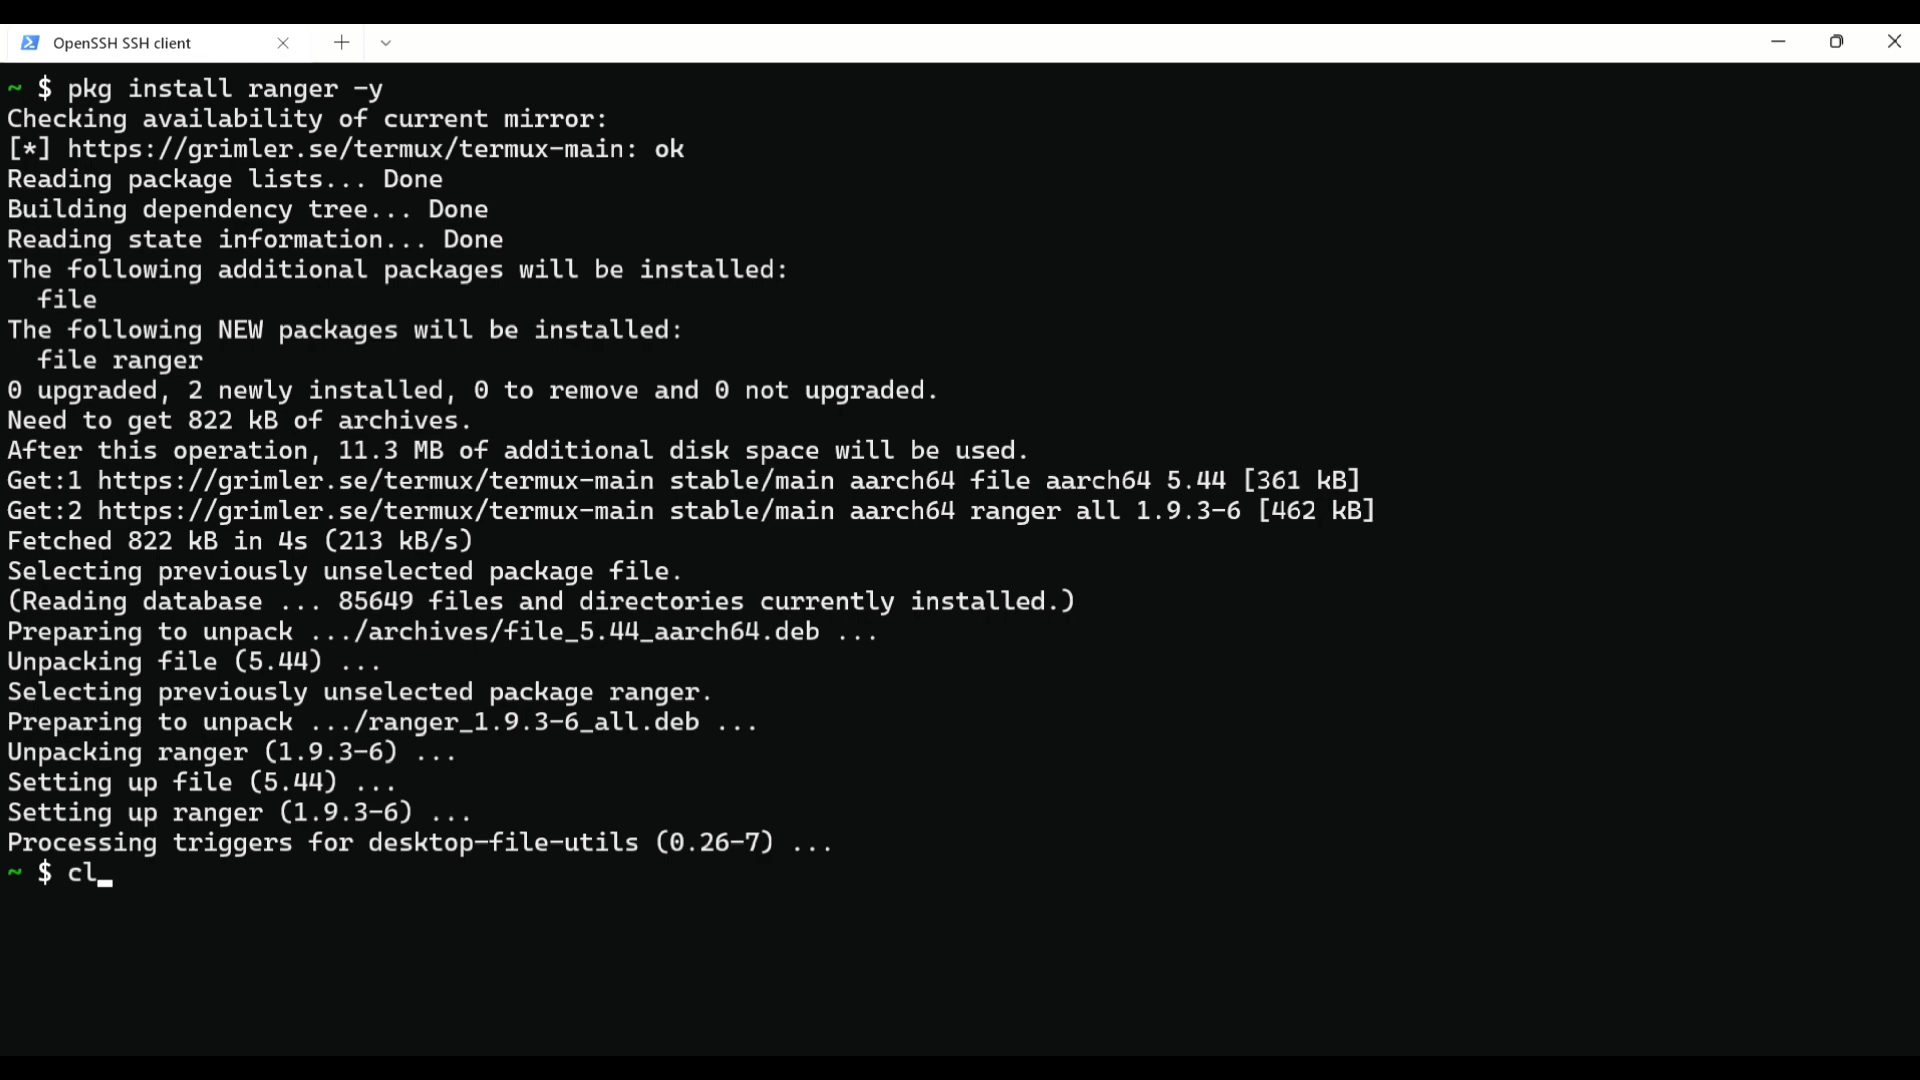 OpenSSH SSH client
~ $ pkg install ranger -y
Checking availability of current mirror:
[*] https://grimler.se/termux/termux-main: ok
Reading package lists... Done
Building dependency tree... Done
Reading state information... Done
The following additional packages will be installed:
  file
The following NEW packages will be installed:
  file ranger
0 upgraded, 2 newly installed, 0 to remove and 0 not upgraded.
Need to get 822 kB of archives.
After this operation, 11.3 MB of additional disk space will be used.
Get:1 https://grimler.se/termux/termux-main stable/main aarch64 file aarch64 5.44 [361 kB]
Get:2 https://grimler.se/termux/termux-main stable/main aarch64 ranger all 1.9.3-6 [462 kB]
Fetched 822 kB in 4s (213 kB/s)
Selecting previously unselected package file.
(Reading database ... 85649 files and directories currently installed.)
Preparing to unpack .../archives/file_5.44_aarch64.deb ...
Unpacking file (5.44) ...
Selecting previously unselected package ranger.
Preparing to unpack .../ranger_1.9.3-6_all.deb ...
Unpacking ranger (1.9.3-6) ...
Setting up file (5.44) ...
Setting up ranger (1.9.3-6) ...
Processing triggers for desktop-file-utils (0.26-7) ...
~ $ cl